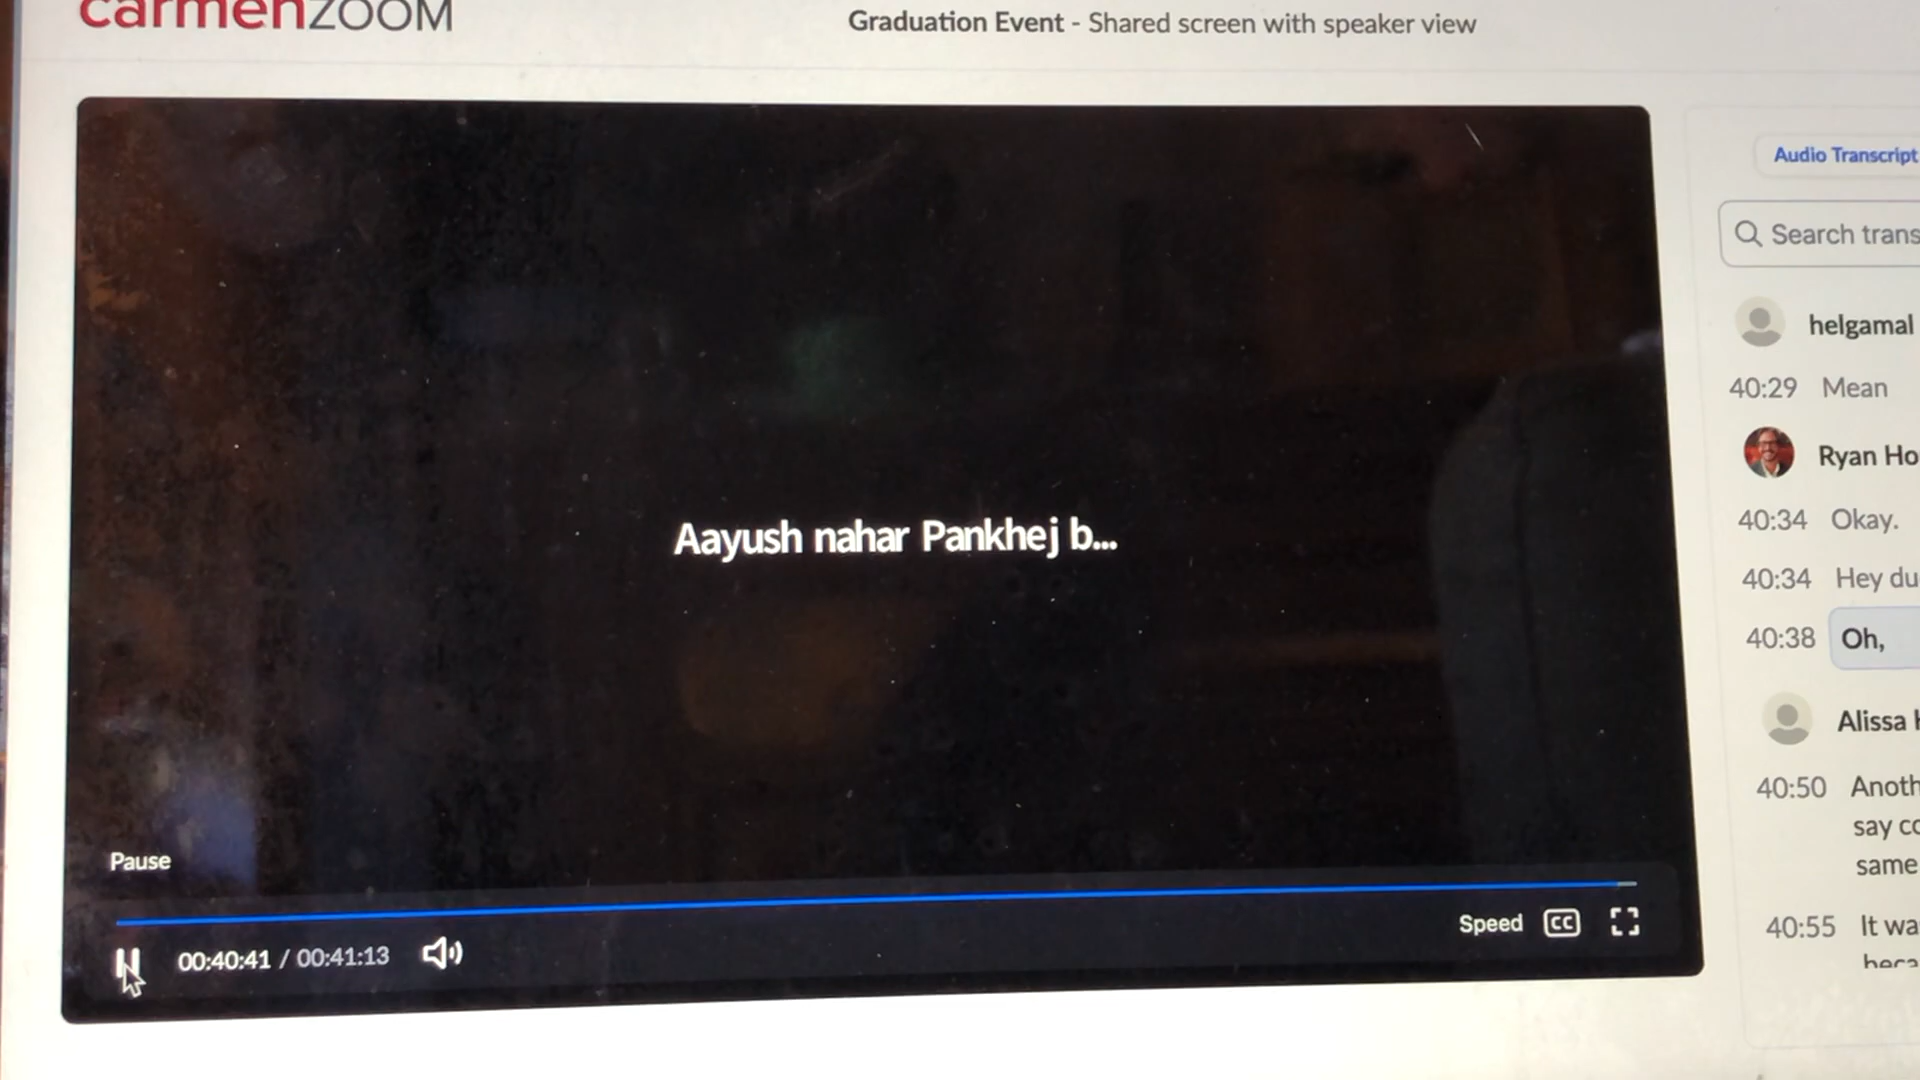 carmenZOOM
Graduation Event - Shared screen with speaker view
Aayush nahar Pankhej b...
Pause
00:40:41 / 00:41:13
Speed
CC
Audio Transcript
Search trans
helgamal
40:29 Mean
Ryan Ho
40:34 Okay.
40:34 Hey du
40:38 Oh,
Alissa
40:50 Anoth
say co
same
40:55 It wa
beca